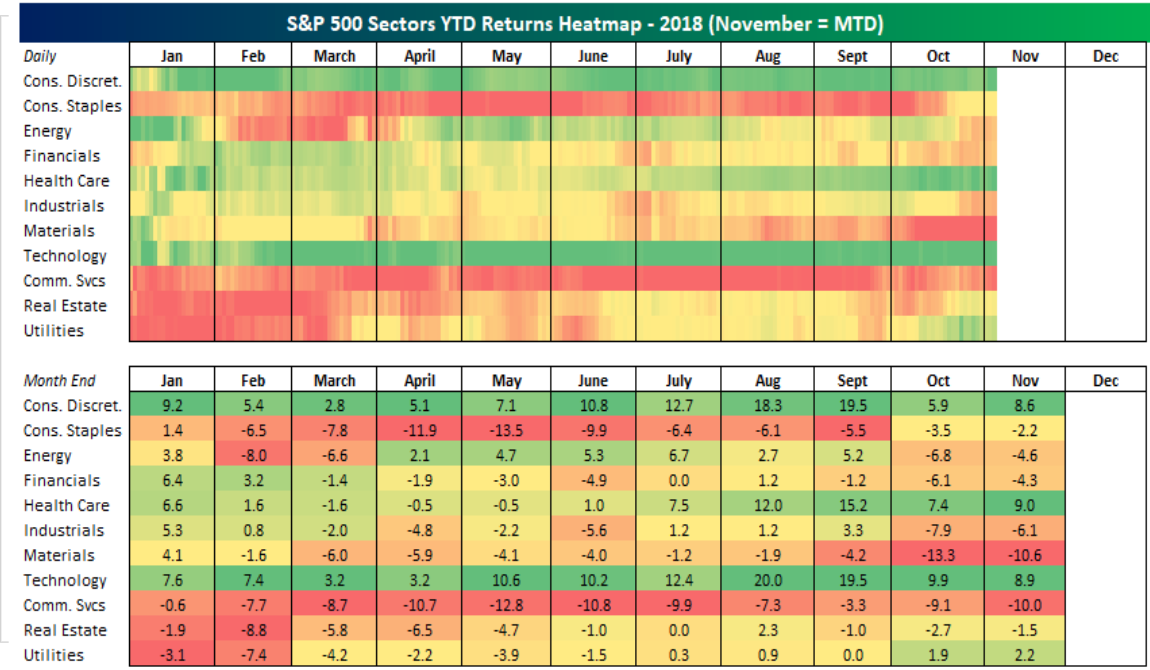 S&P 500 Sectors YTD Returns Heatmap - 2018 (November = MTD)
Daily Jan Feb March April May June July Aug Sept Oct Nov Dec
Cons. Discret.
Cons. Staples
Energy
Financials
Health Care
Industrials
Materials
Technology
Comm. Svcs
Real Estate
Utilities
Month End Jan Feb March April May June July Aug Sept Oct Nov Dec
Cons. Discret. 9.2 5.4 2.8 5.1 7.1 10.8 12.7 18.3 19.5 5.9 8.6
Cons. Staples 1.4 -6.5 -7.8 -11.9 -13.5 -9.9 -6.4 -6.1 -5.5 -3.5 -2.2
Energy 3.8 -8.0 -6.6 2.1 4.7 5.3 6.7 2.7 5.2 -6.8 -4.6
Financials 6.4 3.2 -1.4 -1.9 -3.0 -4.9 0.0 1.2 -1.2 -6.1 -4.3
Health Care 6.6 1.6 -1.6 -0.5 -0.5 1.0 7.5 12.0 15.2 7.4 9.0
Industrials 5.3 0.8 -2.0 -4.8 -2.2 -5.6 1.2 1.2 3.3 -7.9 -6.1
Materials 4.1 -1.6 -6.0 -5.9 -4.1 -4.0 -1.2 -1.9 -4.2 -13.3 -10.6
Technology 7.6 7.4 3.2 3.2 10.6 10.2 12.4 20.0 19.5 9.9 8.9
Comm. Svcs -0.6 -7.7 -8.7 -10.7 -12.8 -10.8 -9.9 -7.3 -3.3 -9.1 -10.0
Real Estate -1.9 -8.8 -5.8 -6.5 -4.7 -1.0 0.0 2.3 -1.0 -2.7 -1.5
Utilities -3.1 -7.4 -4.2 -2.2 -3.9 -1.5 0.3 0.9 0.0 1.9 2.2